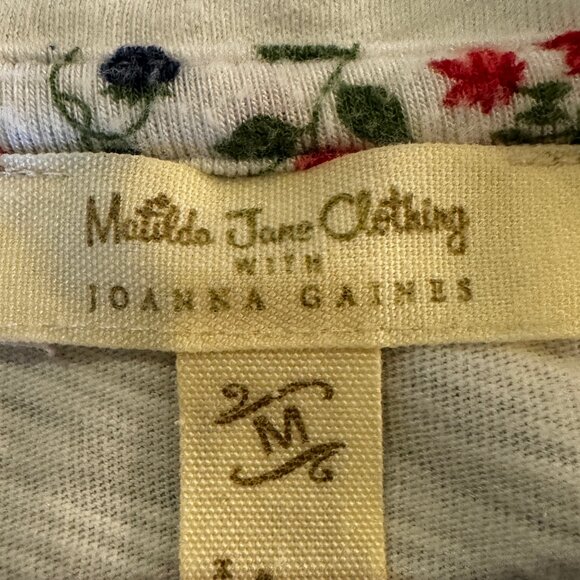 Matilda Jane Clothing
WITH
JOANNA GAINES
M